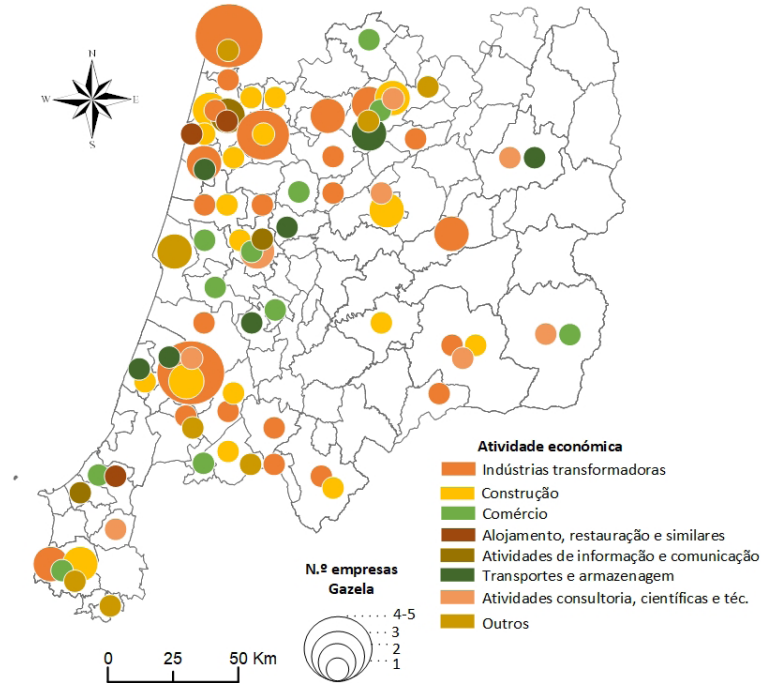 N
W E
S
Atividade económica
Indústrias transformadoras
Construção
Comércio
Alojamento, restauração e similares
Atividades de informação e comunicação
Transportes e armazenagem
Atividades consultoria, científicas e téc.
Outros
N.º empresas
Gazela
4-5
3
2
1
0 25 50 Km